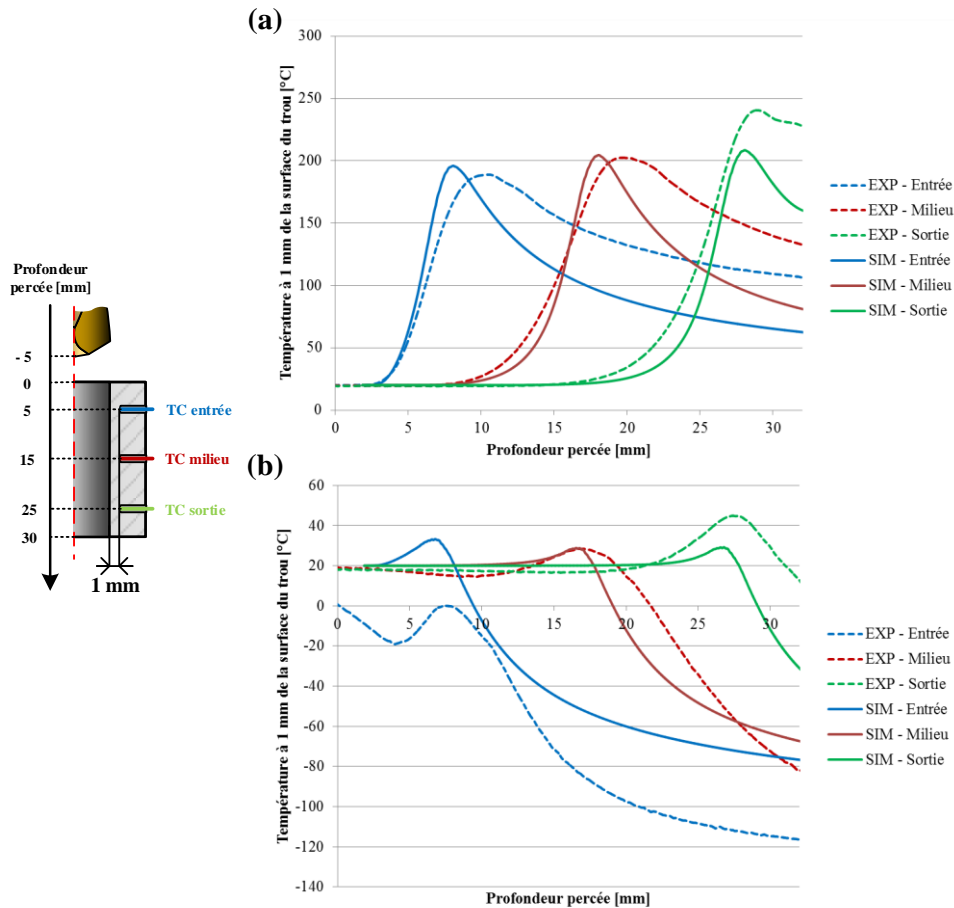 Profondeur
percée [mm]
- 5
0
5
15
25
30
TC entrée
TC milieu
TC sortie
1 mm
(a)
Température à 1 mm de la surface du trou [°C]
300
250
200
150
100
50
0
0 5 10 15 20 25 30
Profondeur percée [mm]
EXP - Entrée
EXP - Milieu
EXP - Sortie
SIM - Entrée
SIM - Milieu
SIM - Sortie
(b)
Température à 1 mm de la surface du trou [°C]
60
40
20
0
-20
-40
-60
-80
-100
-120
-140
0 5 10 15 20 25 30
Profondeur percée [mm]
EXP - Entrée
EXP - Milieu
EXP - Sortie
SIM - Entrée
SIM - Milieu
SIM - Sortie